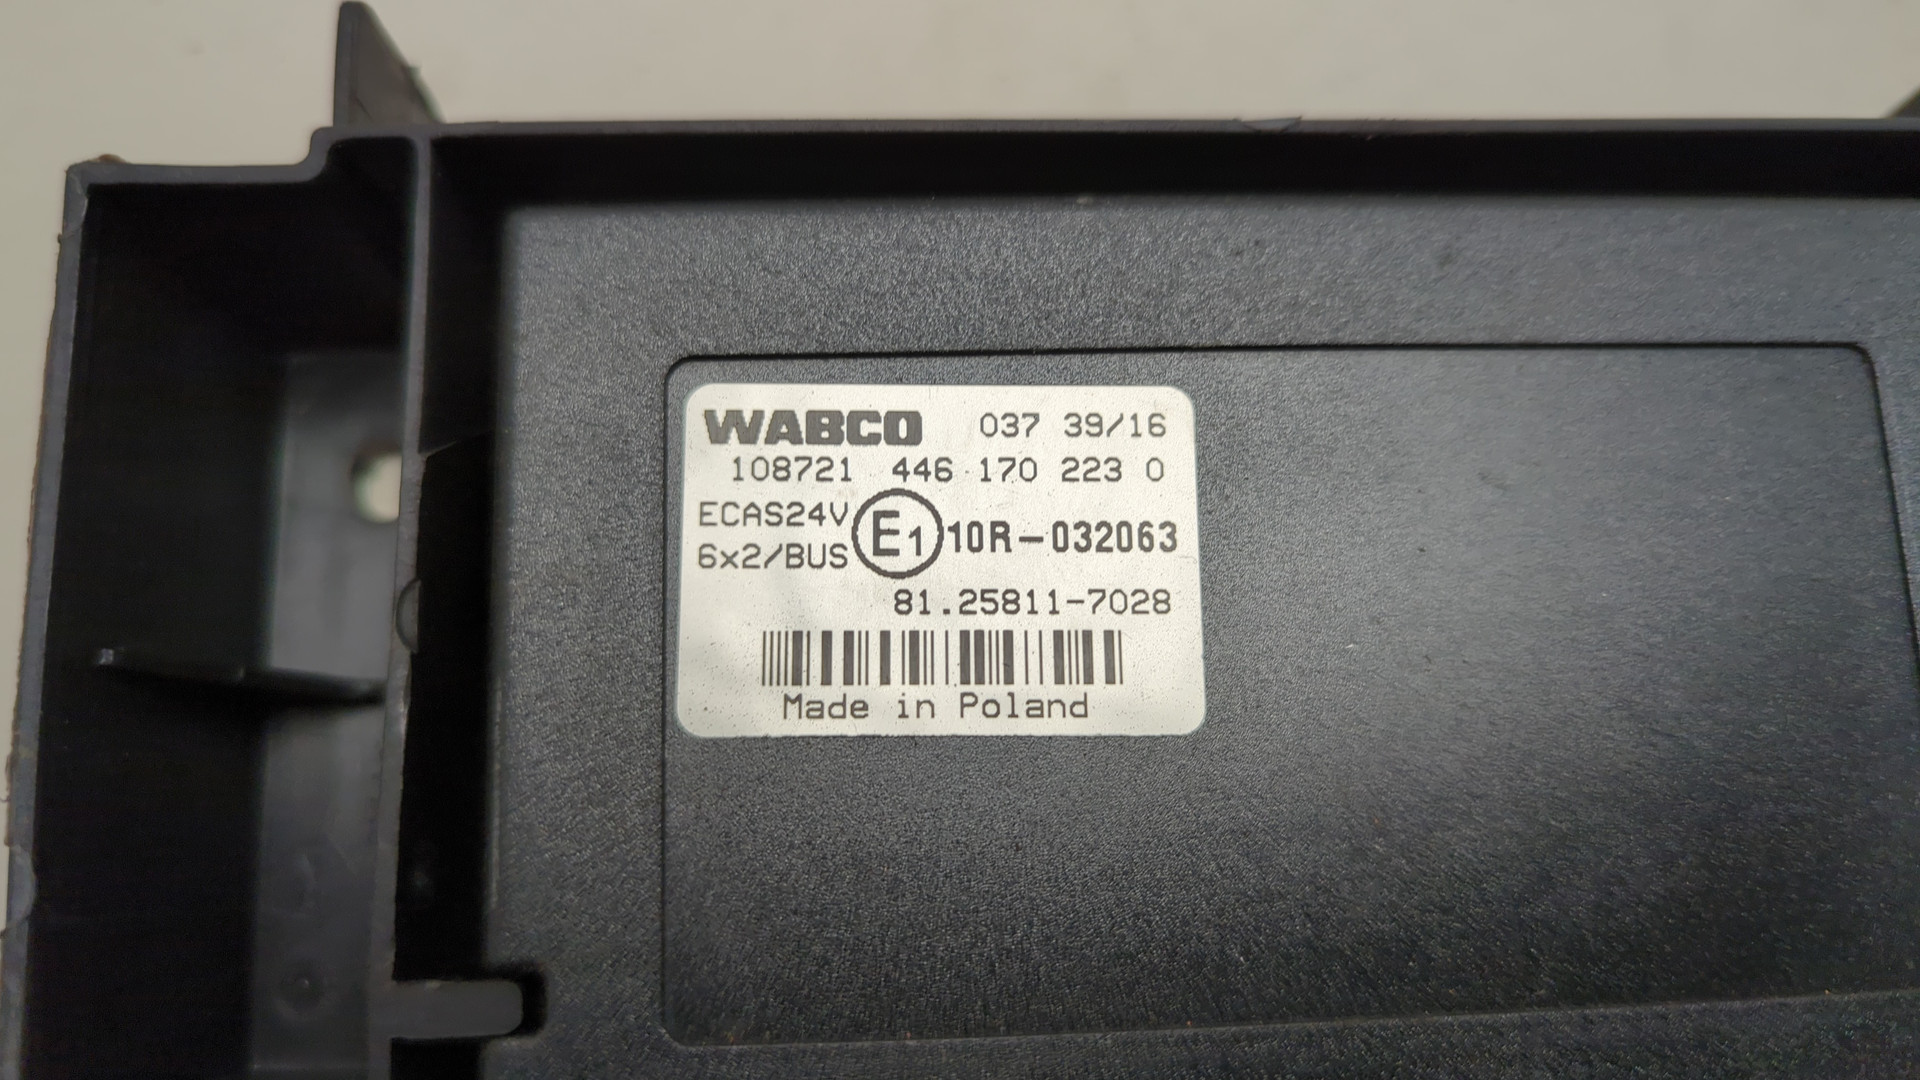 WABCO 037 39/16
108721 446 170 223 0
ECAS24V
6x2/BUS E1 10R-032063
81.25811-7028
Made in Poland